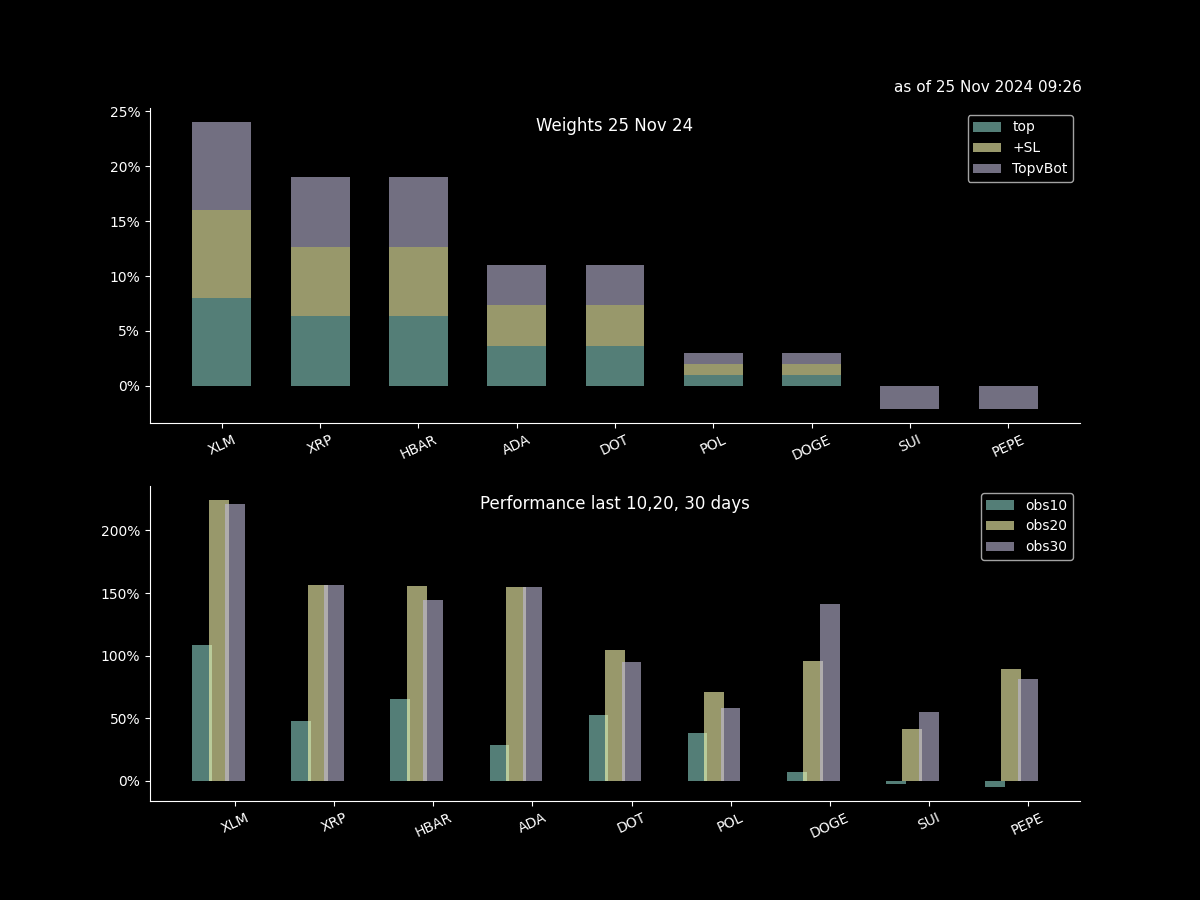 as of 25 Nov 2024 09:26
Weights 25 Nov 24
top
+SL
TopvBot
25%
20%
15%
10%
5%
0%
XLM XRP HBAR ADA DOT POL DOGE SUI PEPE
Performance last 10,20, 30 days
obs10
obs20
obs30
200%
150%
100%
50%
0%
XLM XRP HBAR ADA DOT POL DOGE SUI PEPE